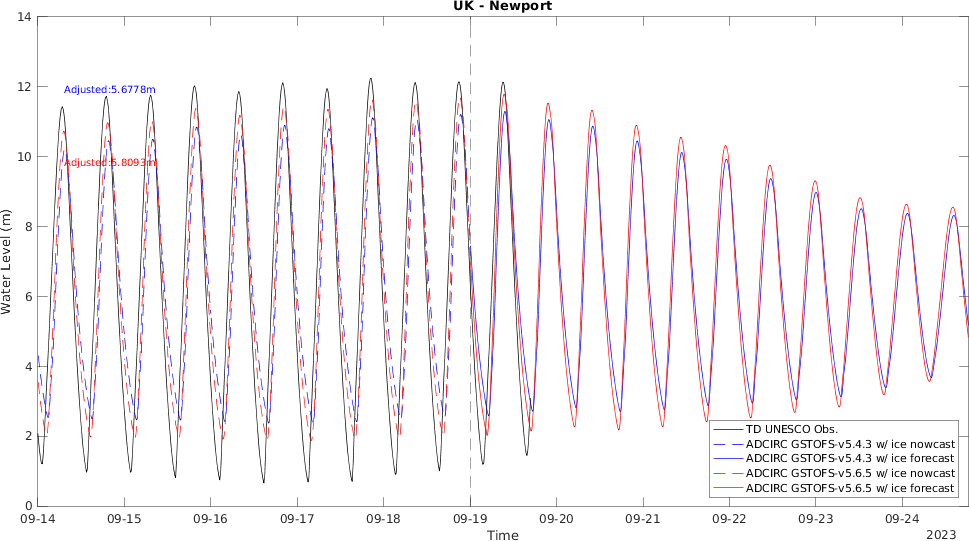 UK - Newport
14
12
10
8
6
4
2
0
Water Level (m)
Adjusted:5.6778m
Adjusted:5.8093m
TD UNESCO Obs.
ADCIRC GSTOFS-v5.4.3 w/ ice nowcast
ADCIRC GSTOFS-v5.4.3 w/ ice forecast
ADCIRC GSTOFS-v5.6.5 w/ ice nowcast
ADCIRC GSTOFS-v5.6.5 w/ ice forecast
09-14 09-15 09-16 09-17 09-18 09-19 09-20 09-21 09-22 09-23 09-24
Time
2023